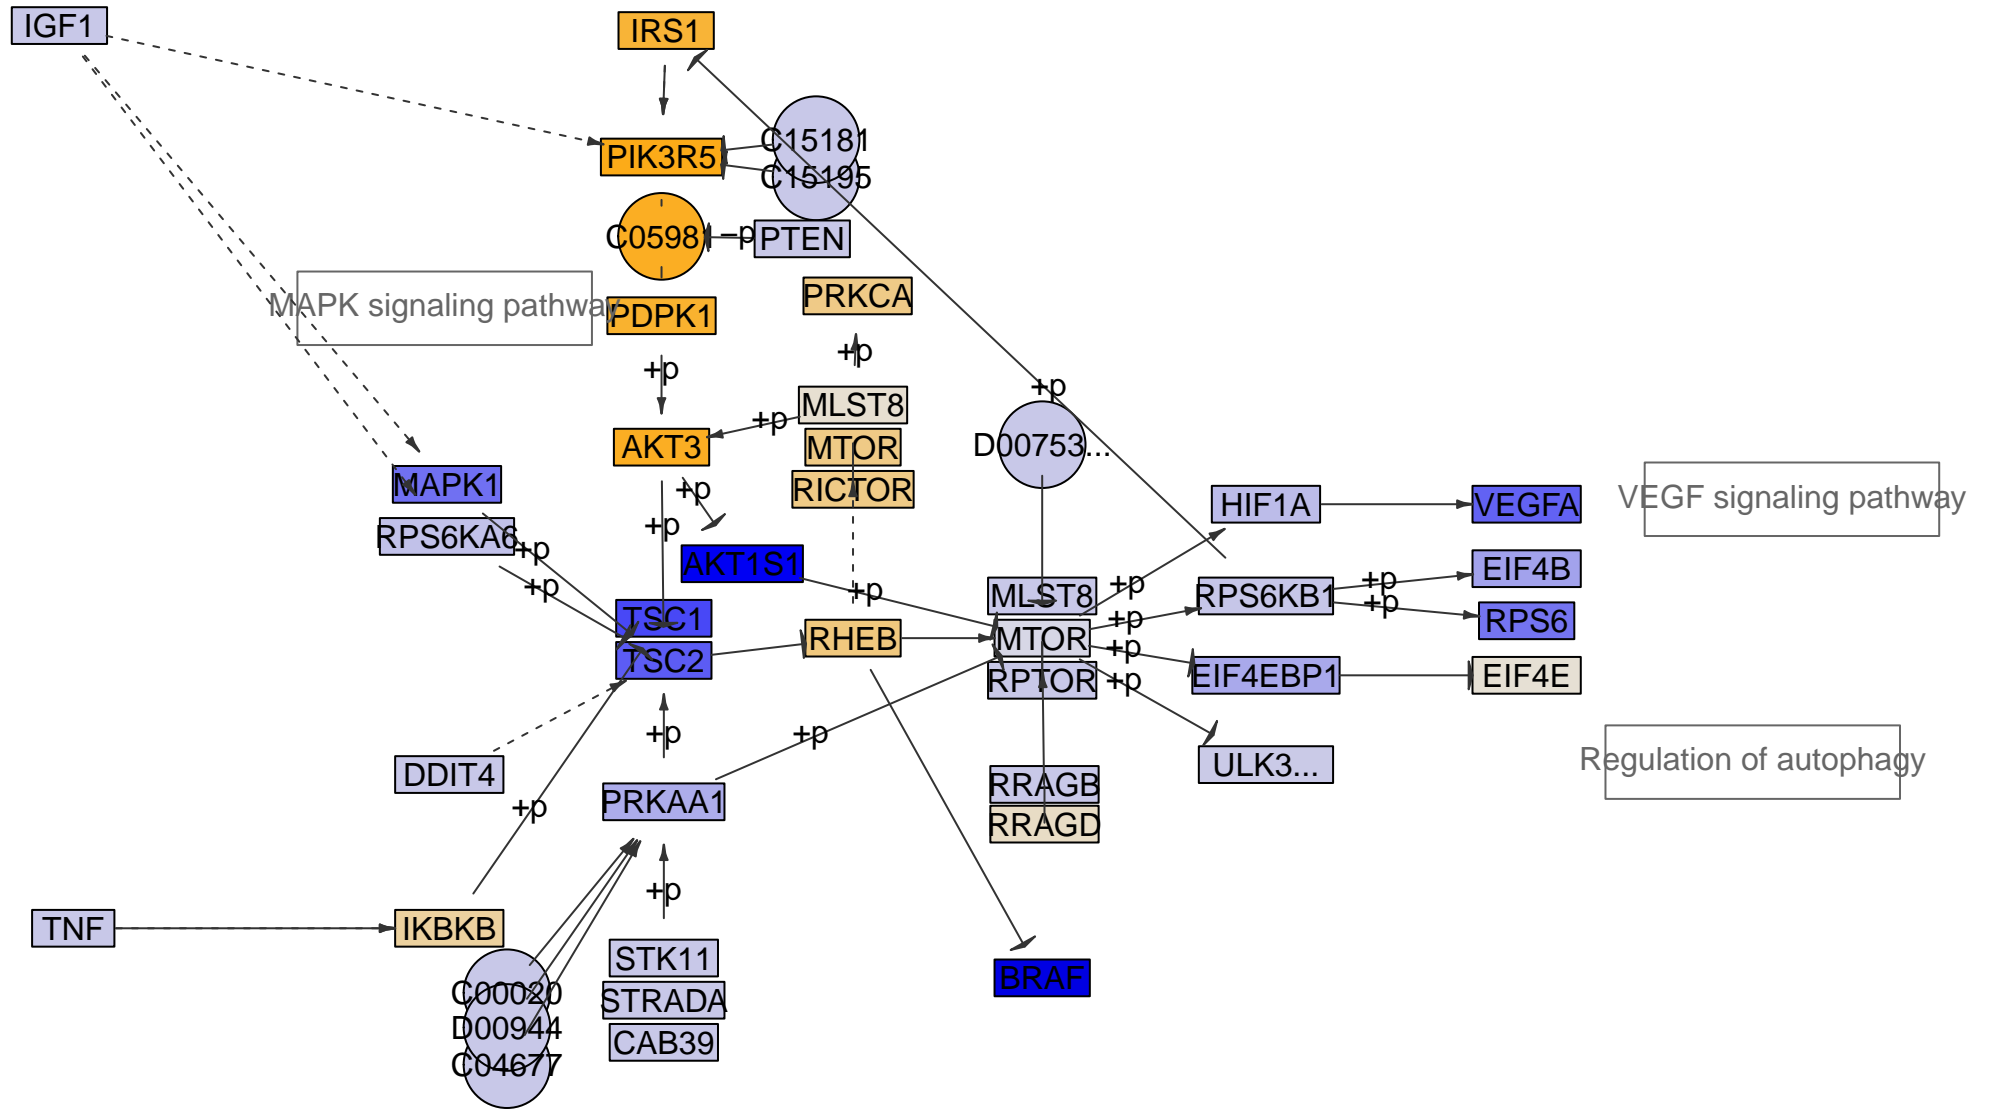 IGF1
IRS1
C15181
PIK3R5
C15195
C0598
−p
PTEN
PRKCA
MAPK signaling pathway
PDPK1
+p
+p
+p
MLST8
+p
AKT3
MTOR
D00753...
MAPK1
+p
RICTOR
HIF1A
VEGFA
VEGF signaling pathway
RPS6KA6
+p
+p
AKT1S1
EIF4B
+p
+p
+p
+p
MLST8
RPS6KB1
+p
TSC1
+p
RPS6
RHEB
MTOR
+p
TSC2
RPTOR
+p
EIF4EBP1
EIF4E
+p
+p
Regulation of autophagy
DDIT4
ULK3...
RRAGB
PRKAA1
+p
RRAGD
+p
TNF
IKBKB
STK11
BRAF
C00020
STRADA
D00944
CAB39
C04677